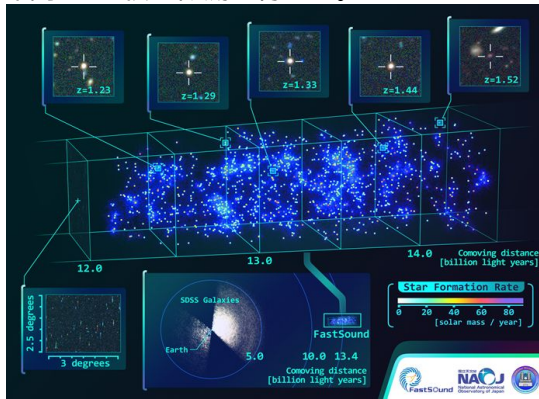 z=1.23
z=1.29
z=1.33
z=1.44
z=1.52
12.0
13.0
14.0
Comoving distance
[billion light years]
2.5 degrees
3 degrees
SDSS Galaxies
Earth
FastSound
5.0
10.0
13.4
Comoving distance
[billion light years]
Star Formation Rate
0
20
40
60
80
[solar mass / year]
FastSound
NAOJ
National Astronomical
Observatory of Japan